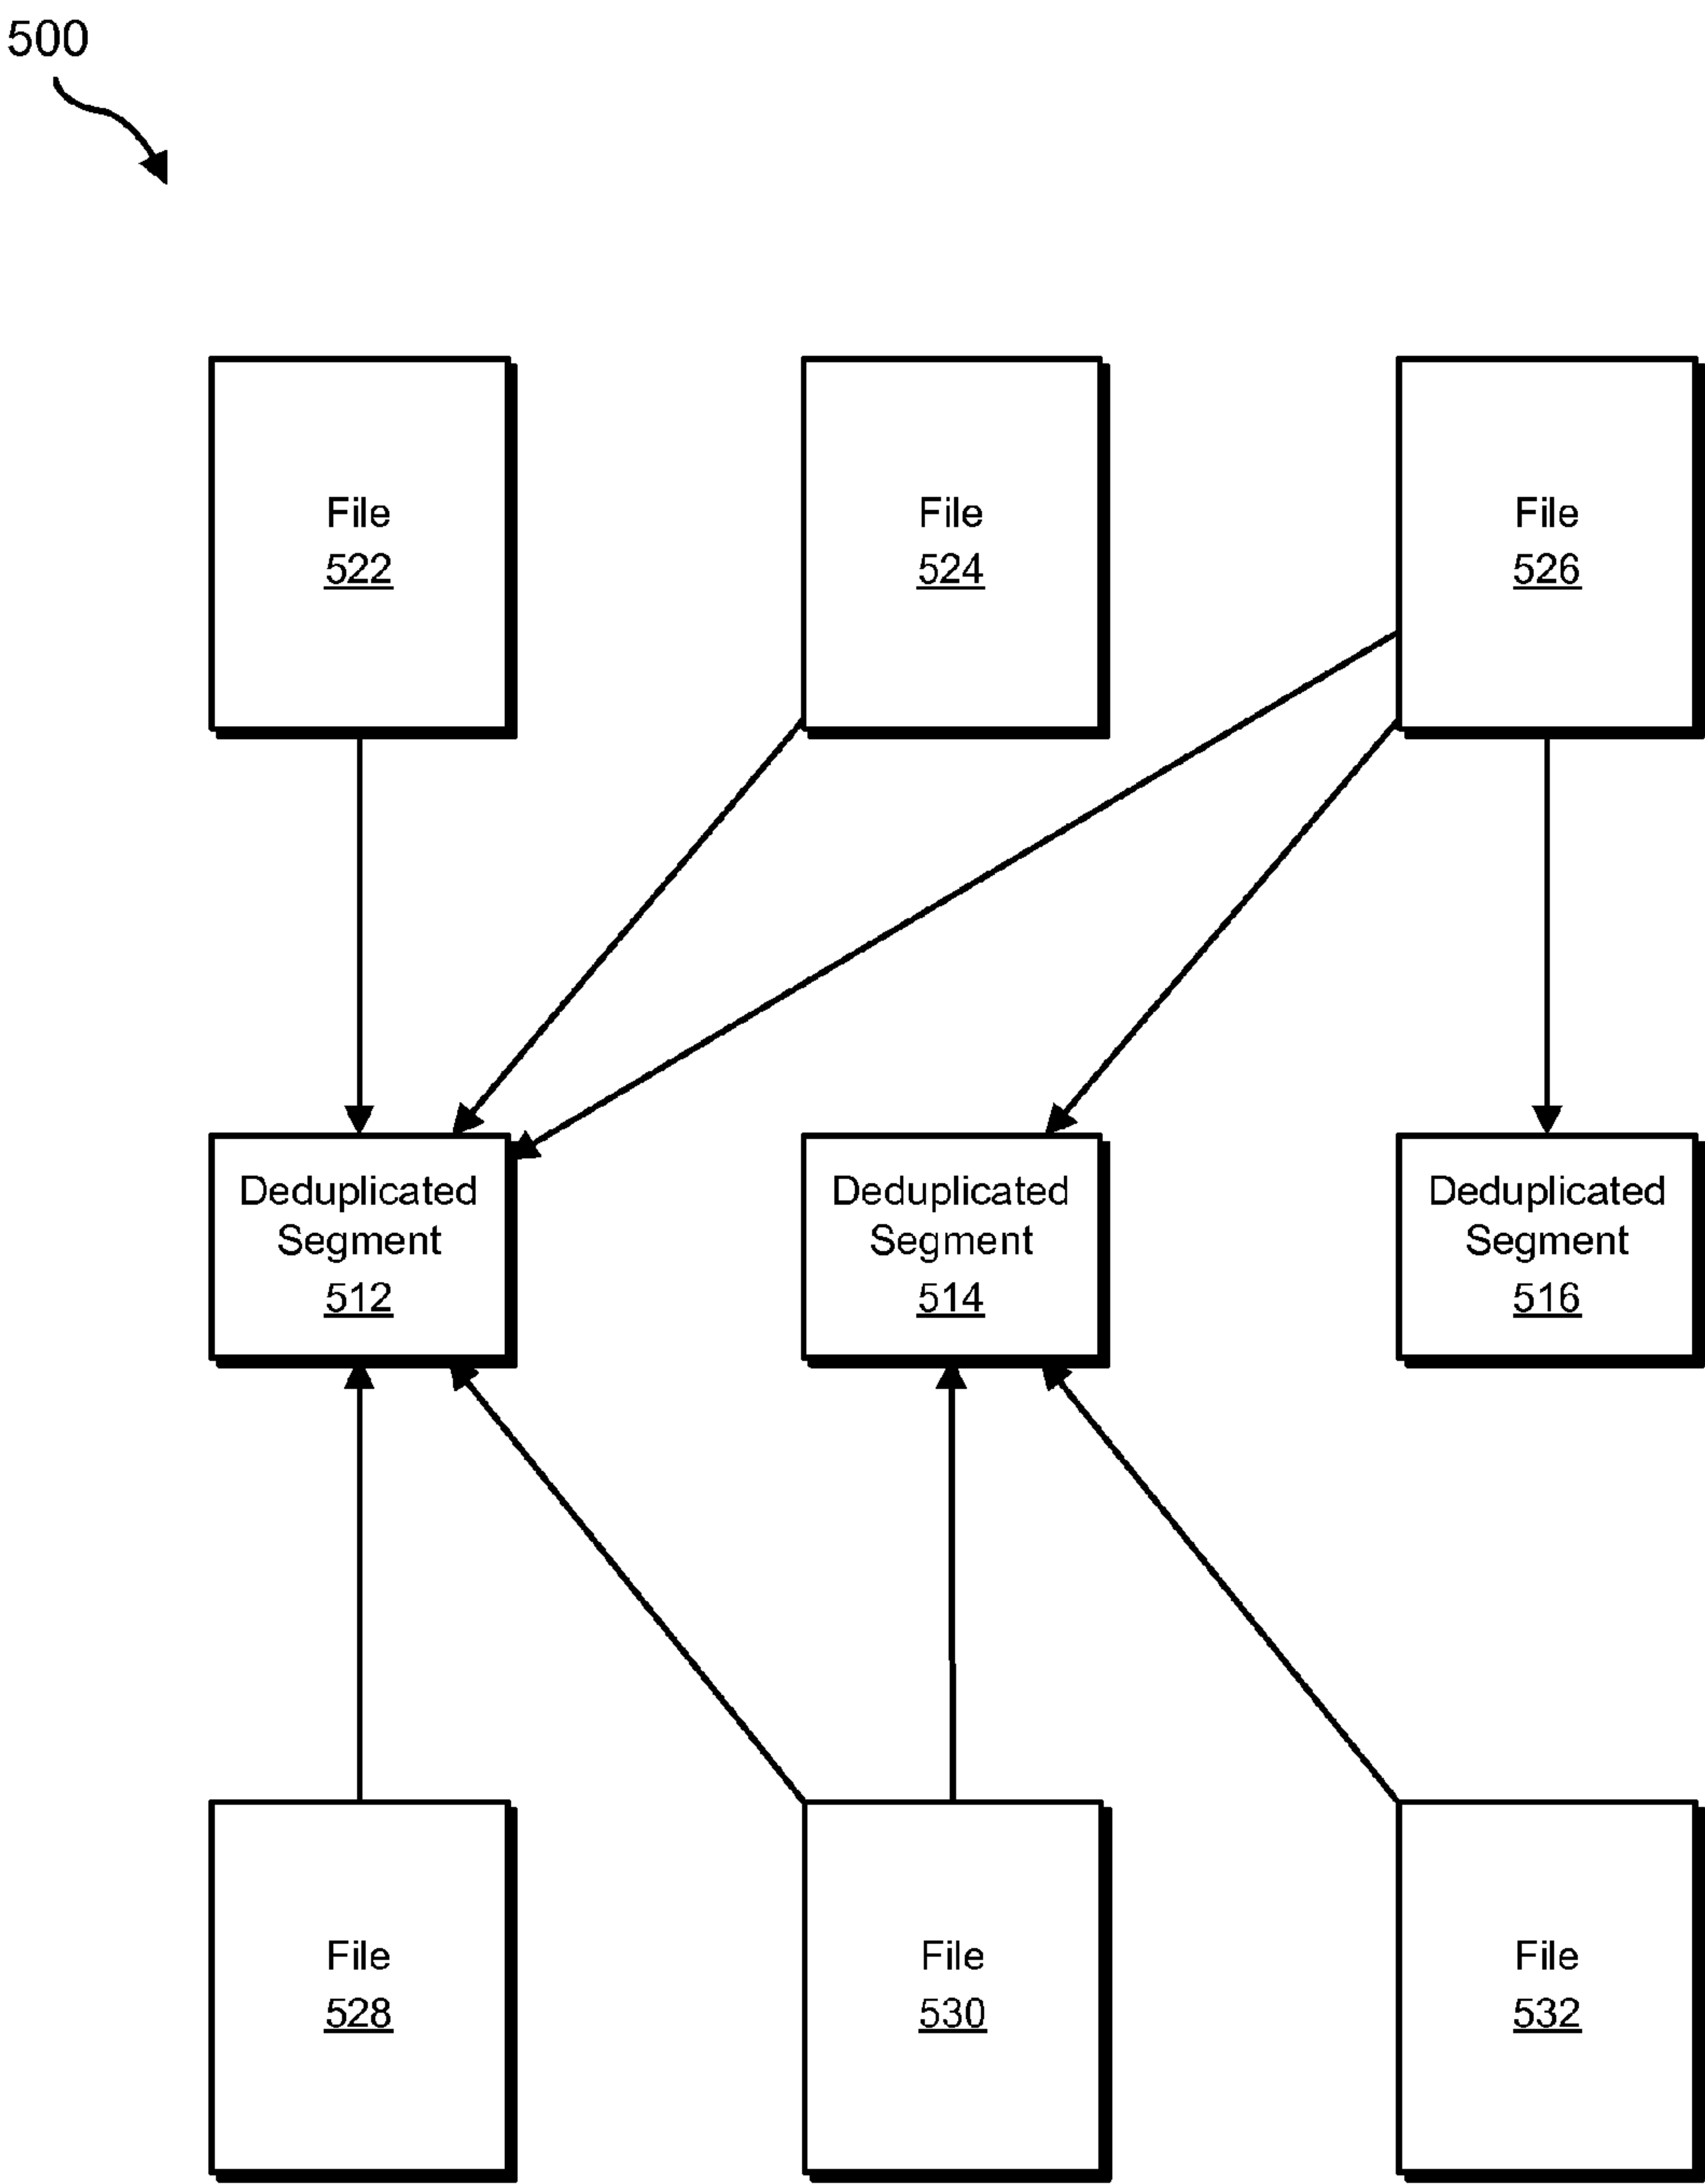 500
File
522
File
524
File
526
Deduplicated
Segment
512
Deduplicated
Segment
514
Deduplicated
Segment
516
File
528
File
530
File
532